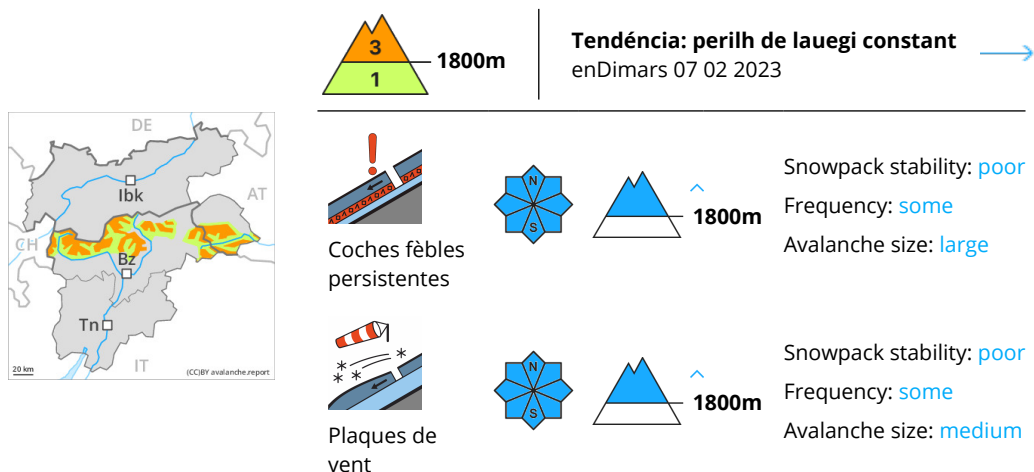 3
1
1800m
Tendéncia: perilh de lauegi constant
enDimars 07 02 2023
DE
Ibk
AT
CH
Bz
Tn
IT
20 km
(CC)BY avalanche.report
Coches fèbles
persistentes
N
S
1800m
Snowpack stability: poor
Frequency: some
Avalanche size: large
Plaques de
vent
N
S
1800m
Snowpack stability: poor
Frequency: some
Avalanche size: medium